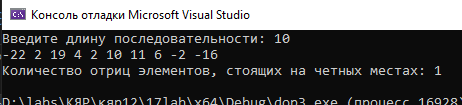 Консоль отладки Microsoft Visual Studio
Введите длину последовательности: 10
-22 2 19 4 2 10 11 6 -2 -16
Количество отриц элементов, стоящих на четных местах: 1
D:\labs\КЯР\кяр12\17lab\x64\Debug\dop3.exe (процесс 16928)